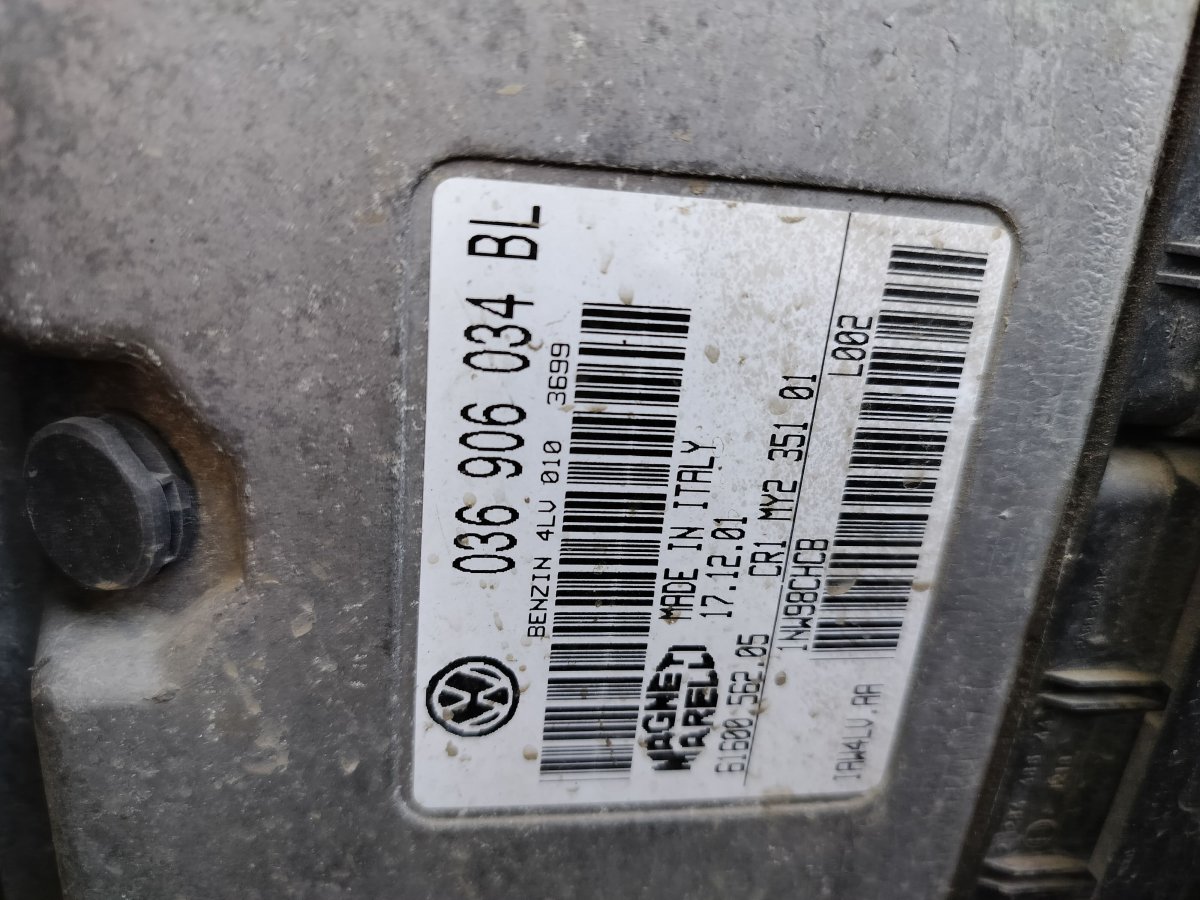 036 906 034 BL
BENZIN 4LV 010 3699
MAGNETI MARELLI
MADE IN ITALY
17.12.01
61600.562.05 CR1 MY2 351 01
1NW98CHCB L002
IAW4LV.AA